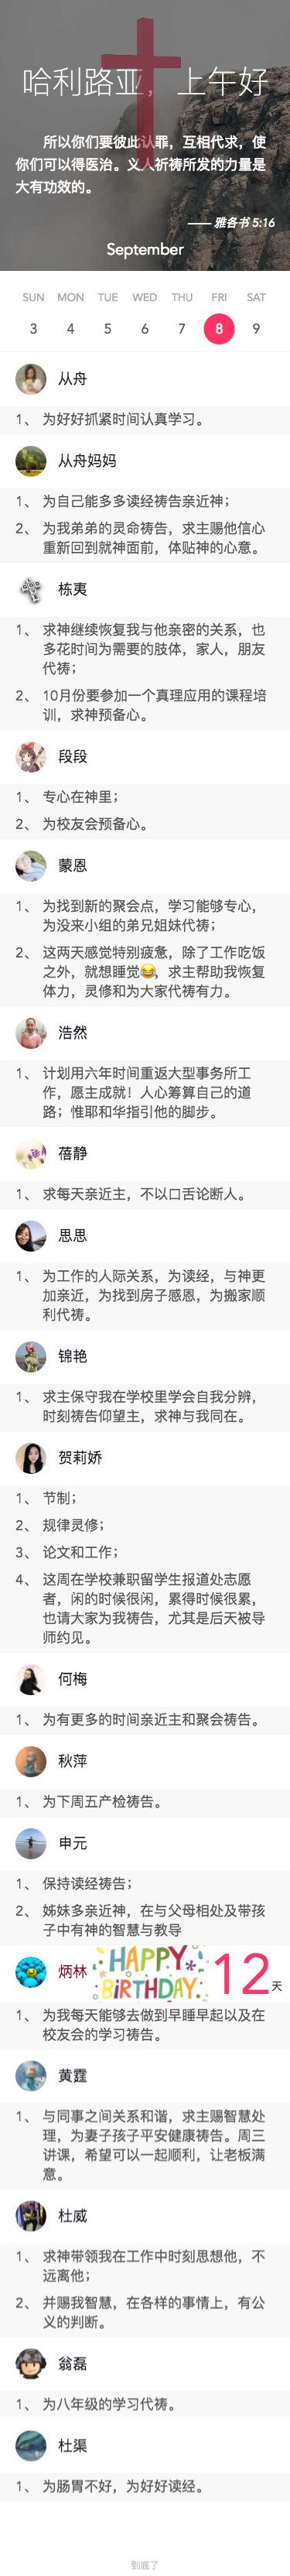 哈利路亚，上午好
所以你们要彼此认罪，互相代求，使
你们可以得医治。义人祈祷所发的力量是
大有功效的。
—— 雅各书 5:16
September
SUN MON TUE WED THU FRI SAT
3 4 5 6 7 8 9
从舟
1、 为好好抓紧时间认真学习。
从舟妈妈
1、 为自己能多多读经祷告亲近神；
2、 为我弟弟的灵命祷告，求主赐他信心
重新回到就神面前，体贴神的心意。
栋夷
1、 求神继续恢复我与他亲密的关系，也
多花时间为需要的肢体，家人，朋友
代祷；
2、 10月份要参加一个真理应用的课程培
训，求神预备心。
段段
1、 专心在神里；
2、 为校友会预备心。
蒙恩
1、 为找到新的聚会点，学习能够专心，
为没来小组的弟兄姐妹代祷；
2、 这两天感觉特别疲惫，除了工作吃饭
之外，就想睡觉😂，求主帮助我恢复
体力，灵修和为大家代祷有力。
浩然
1、 计划用六年时间重返大型事务所工
作，愿主成就！人心筹算自己的道
路；惟耶和华指引他的脚步。
蓓静
1、 求每天亲近主，不以口舌论断人。
思思
1、 为工作的人际关系，为读经，与神更
加亲近，为找到房子感恩，为搬家顺
利代祷。
锦艳
1、 求主保守我在学校里学会自我分辨，
时刻祷告仰望主，求神与我同在。
贺莉娇
1、 节制；
2、 规律灵修；
3、 论文和工作；
4、 这周在学校兼职留学生报道处志愿
者，闲的时候很闲，累得时候很累，
也请大家为我祷告，尤其是后天被导
师约见。
何梅
1、 为有更多的时间亲近主和聚会祷告。
秋萍
1、 为下周五产检祷告。
申元
1、 保持读经祷告；
2、 姊妹多亲近神，在与父母相处及带孩
子中有神的智慧与教导
炳林 HAPPY BIRTHDAY 12 天
1、 为我每天能够去做到早睡早起以及在
校友会的学习祷告。
黄霆
1、 与同事之间关系和谐，求主赐智慧处
理，为妻子孩子平安健康祷告。周三
讲课，希望可以一起顺利，让老板满
意。
杜威
1、 求神带领我在工作中时刻思想他，不
远离他；
2、 并赐我智慧，在各样的事情上，有公
义的判断。
翁磊
1、 为八年级的学习代祷。
杜渠
1、 为肠胃不好，为好好读经。
到底了